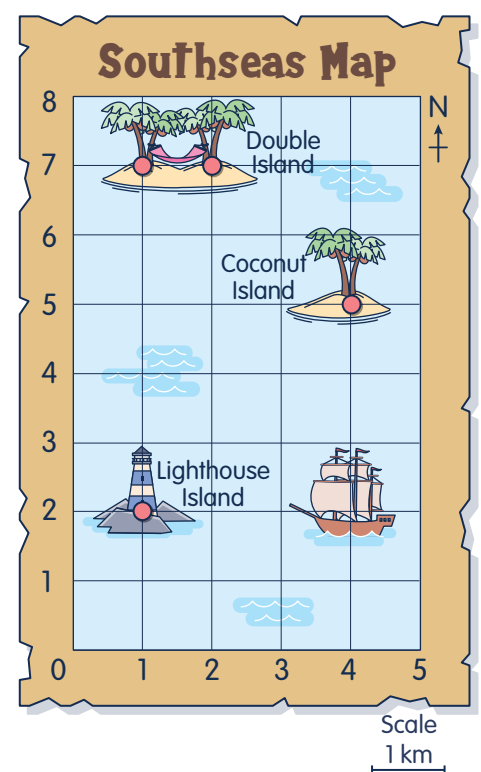 Southseas Map
8
N
Double
Island
7
6
Coconut
Island
5
4
3
Lighthouse
Island
2
1
0 1 2 3 4 5
Scale
1 km